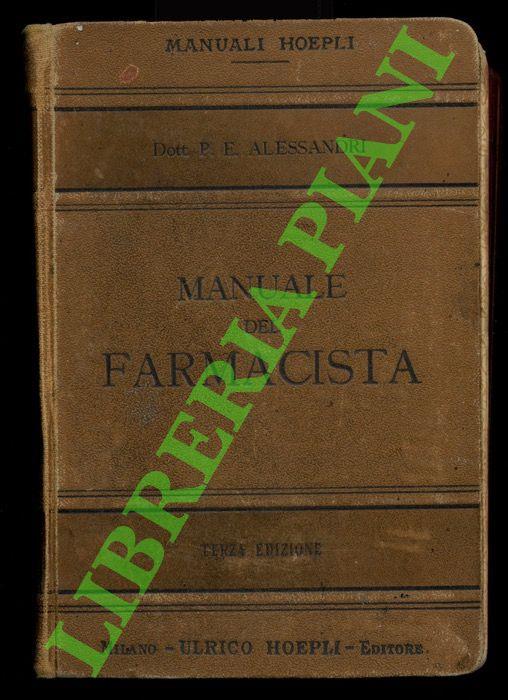 MANUALI HOEPLI
Dott. P. E. ALESSANDRI
MANUALE
DEL
FARMACISTA
TERZA EDIZIONE
MILANO - ULRICO HOEPLI - EDITORE.
LIBRERIA PIANI